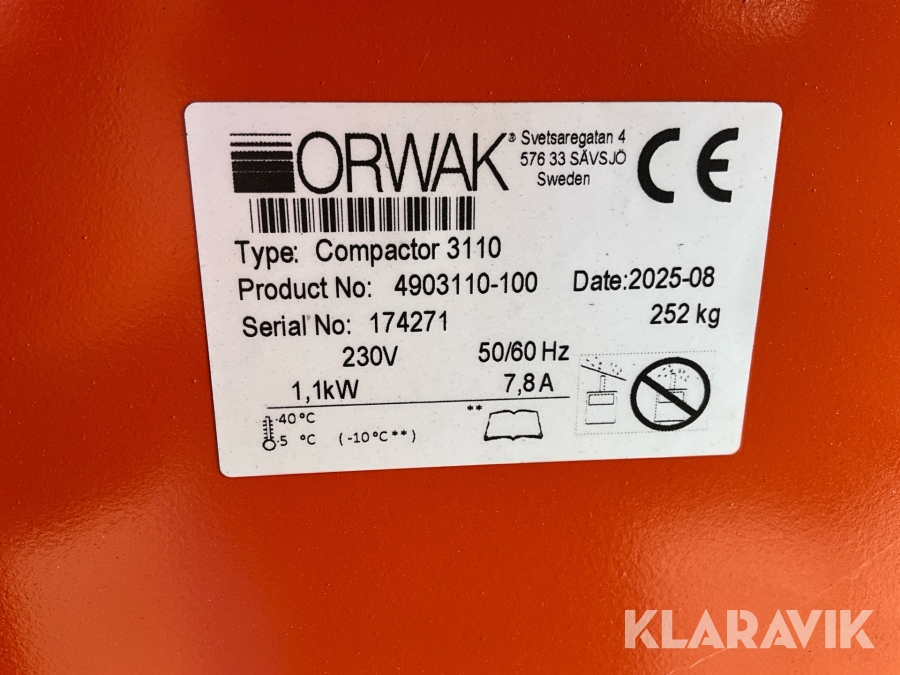 ORWAK®
Svetsaregatan 4
576 33 SÄVSJÖ
Sweden
CE
Type: Compactor 3110
Product No: 4903110-100 Date:2025-08
Serial No: 174271 252 kg
230V 50/60 Hz
1,1kW 7,8 A
40 °C
5 °C (-10°C**) **
KLARAVIK